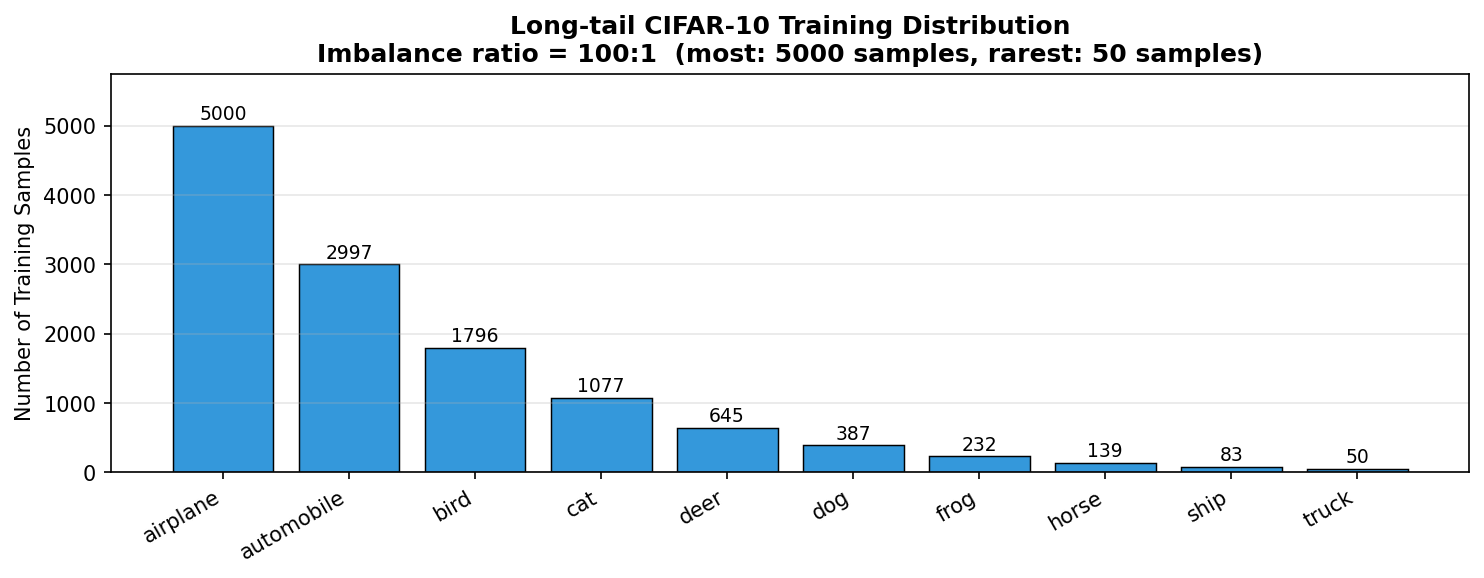 Long-tail CIFAR-10 Training Distribution
Imbalance ratio = 100:1  (most: 5000 samples, rarest: 50 samples)
Number of Training Samples
5000
4000
3000
2000
1000
0
5000
2997
1796
1077
645
387
232
139
83
50
airplane
automobile
bird
cat
deer
dog
frog
horse
ship
truck